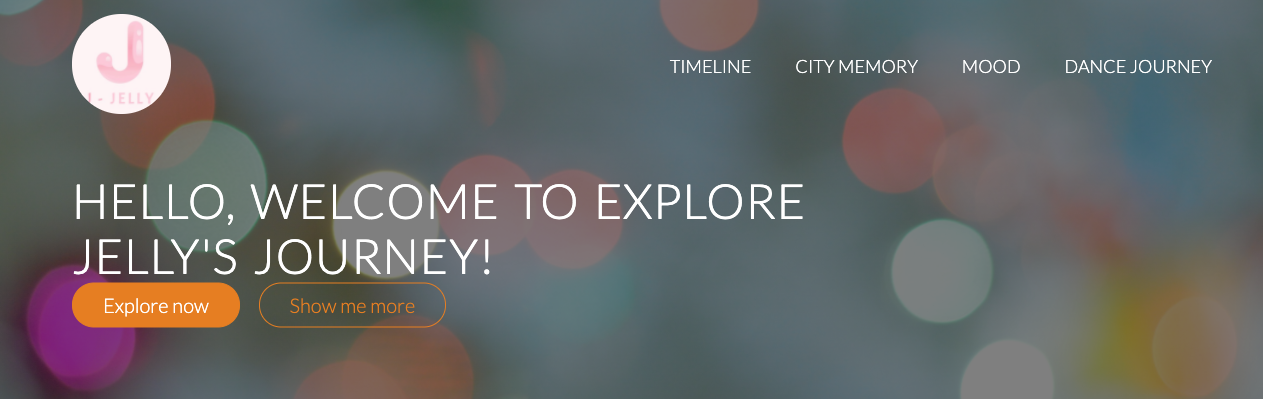 J
I - JELLY
TIMELINE CITY MEMORY MOOD DANCE JOURNEY
HELLO, WELCOME TO EXPLORE
JELLY'S JOURNEY!
Explore now Show me more